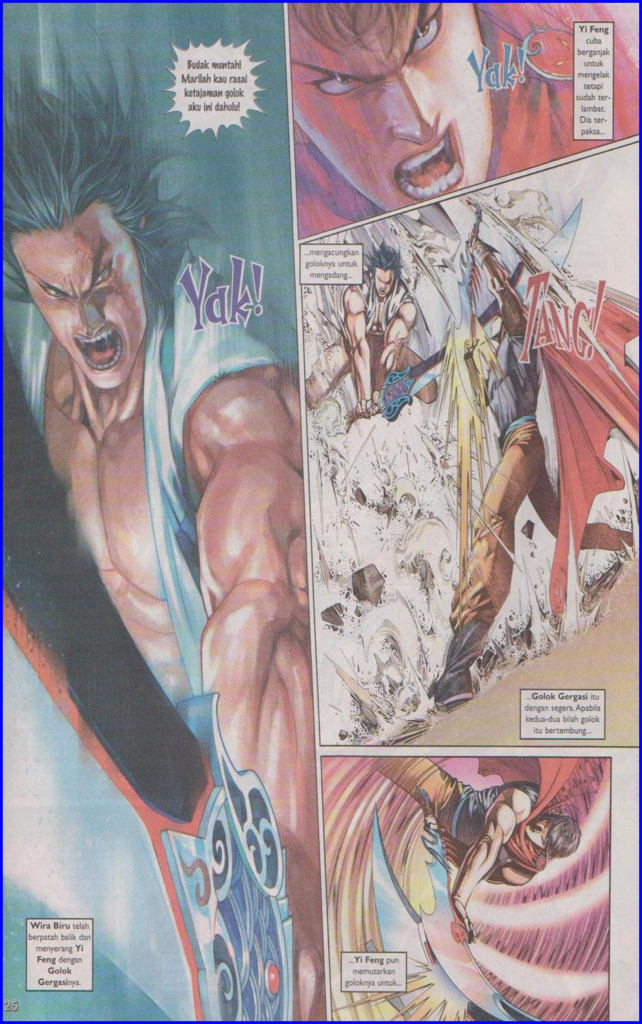 Budak mentah!
Marilah kau rasai
ketajaman golok
aku ini dahulu!
Yak!
Wira Biru telah
berpatah balik dan
menyerang Yi
Feng dengan
Golok
Gergasinya.
25
Yak!
Yi Feng
cuba
berganjak
untuk
mengelak
tetapi
sudah ter-
lambat.
Dia ter-
paksa...
...mengacungkan
goloknya untuk
mengadang...
TANG!
...Golok Gergasi itu
dengan segera. Apabila
kedua-dua bilah golok
itu bertembung...
...Yi Feng pun
memutarkan
goloknya untuk...